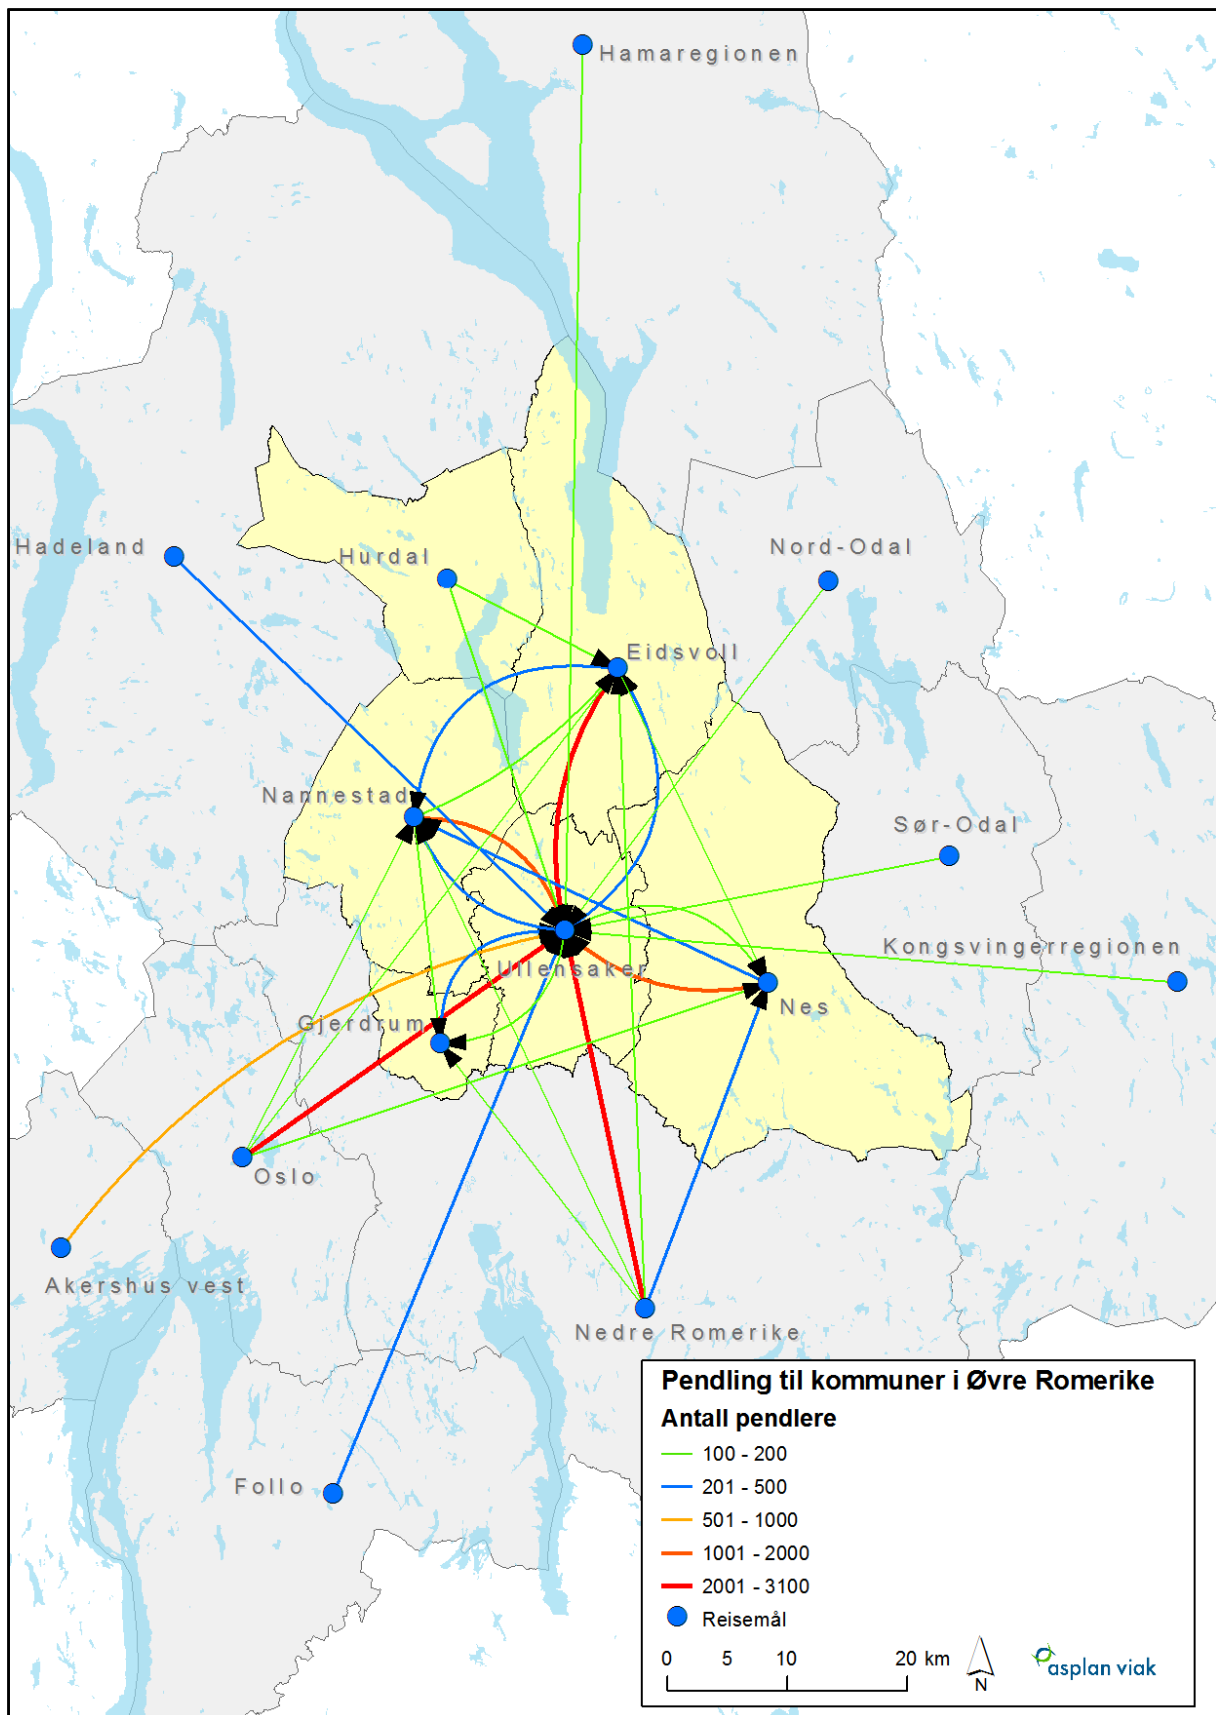 Hamaregionen
Hadeland
Hurdal
Nord-Odal
Eidsvoll
Nannestad
Sør-Odal
Kongsvingerregionen
Ullensaker
Nes
Gjerdrum
Oslo
Akershus vest
Nedre Romerike
Follo
Pendling til kommuner i Øvre Romerike
Antall pendlere
100 - 200
201 - 500
501 - 1000
1001 - 2000
2001 - 3100
Reisemål
0 5 10 20 km
N
asplan viak